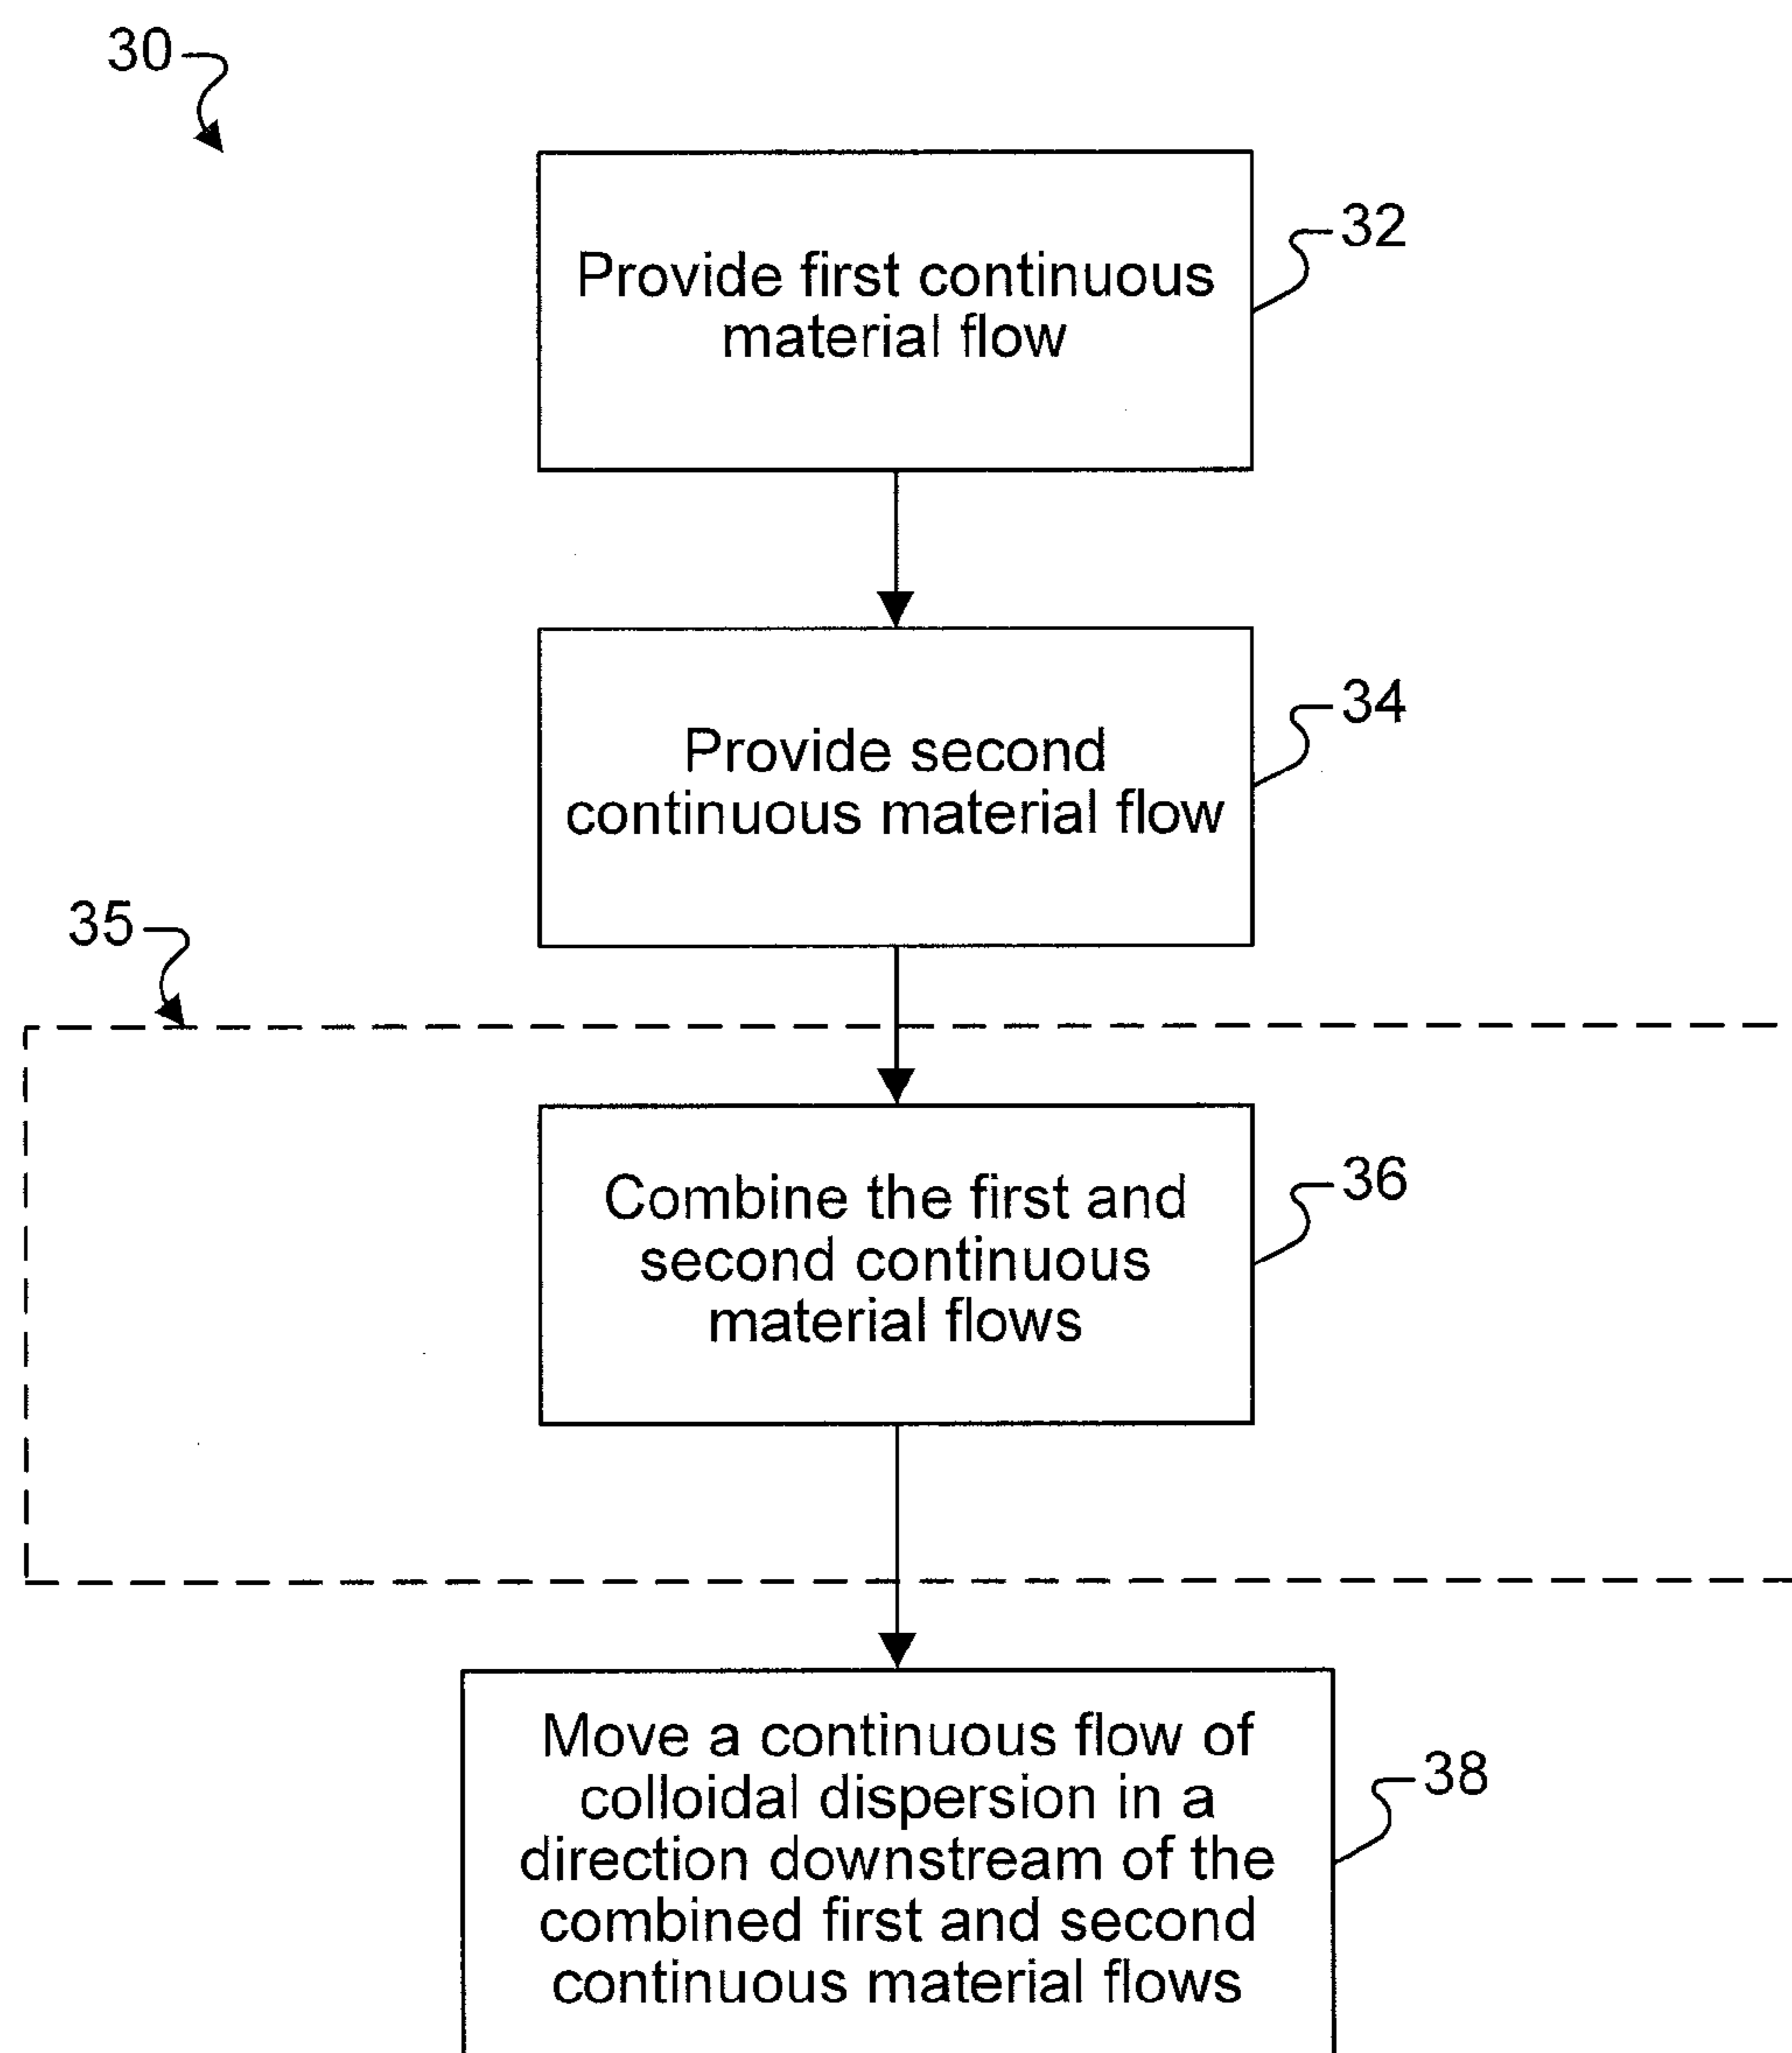 30
Provide first continuous
material flow
32
Provide second
continuous material flow
34
35
Combine the first and
second continuous
material flows
36
Move a continuous flow of
colloidal dispersion in a
direction downstream of the
combined first and second
continuous material flows
38